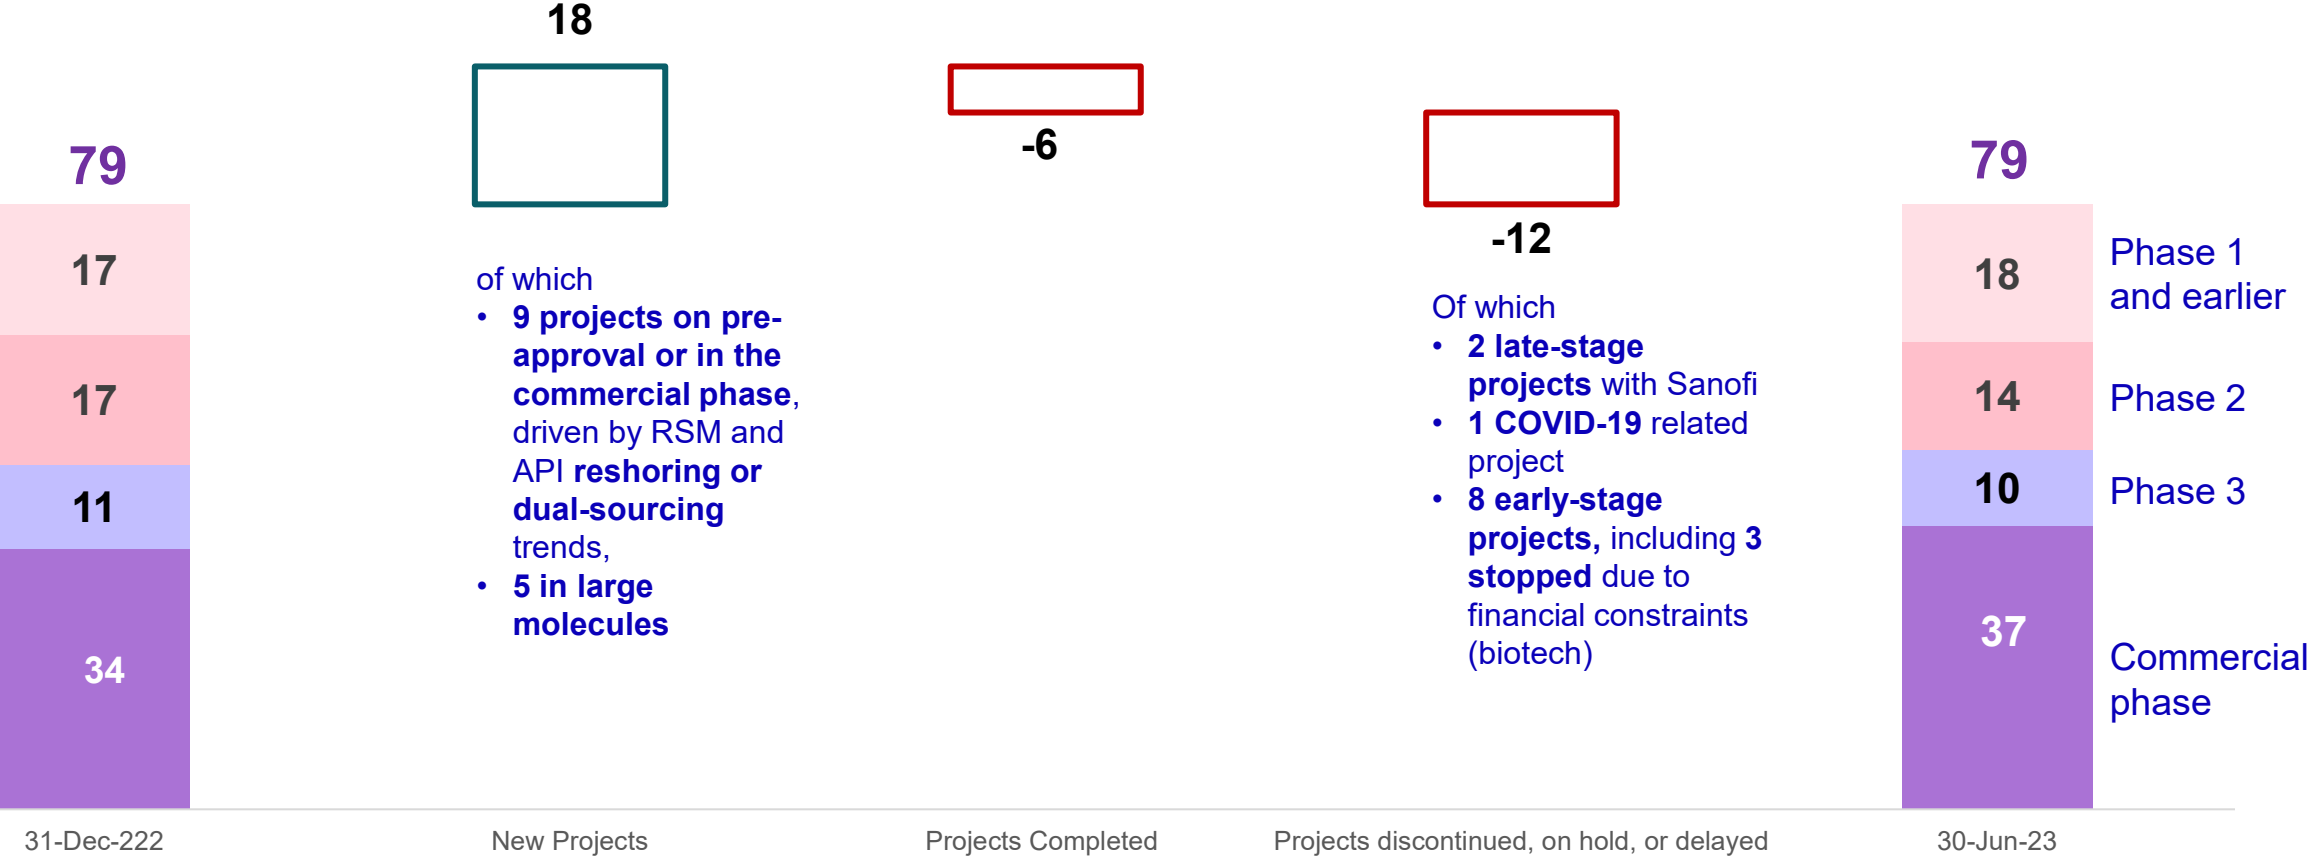 18
79
17
17
11
34
of which
• 9 projects on pre-
approval or in the
commercial phase,
driven by RSM and
API reshoring or
dual-sourcing
trends,
• 5 in large
molecules
-6
-12
Of which
• 2 late-stage
projects with Sanofi
• 1 COVID-19 related
project
• 8 early-stage
projects, including 3
stopped due to
financial constraints
(biotech)
79
18
14
10
37
Phase 1
and earlier
Phase 2
Phase 3
Commercial
phase
31-Dec-222
New Projects
Projects Completed
Projects discontinued, on hold, or delayed
30-Jun-23